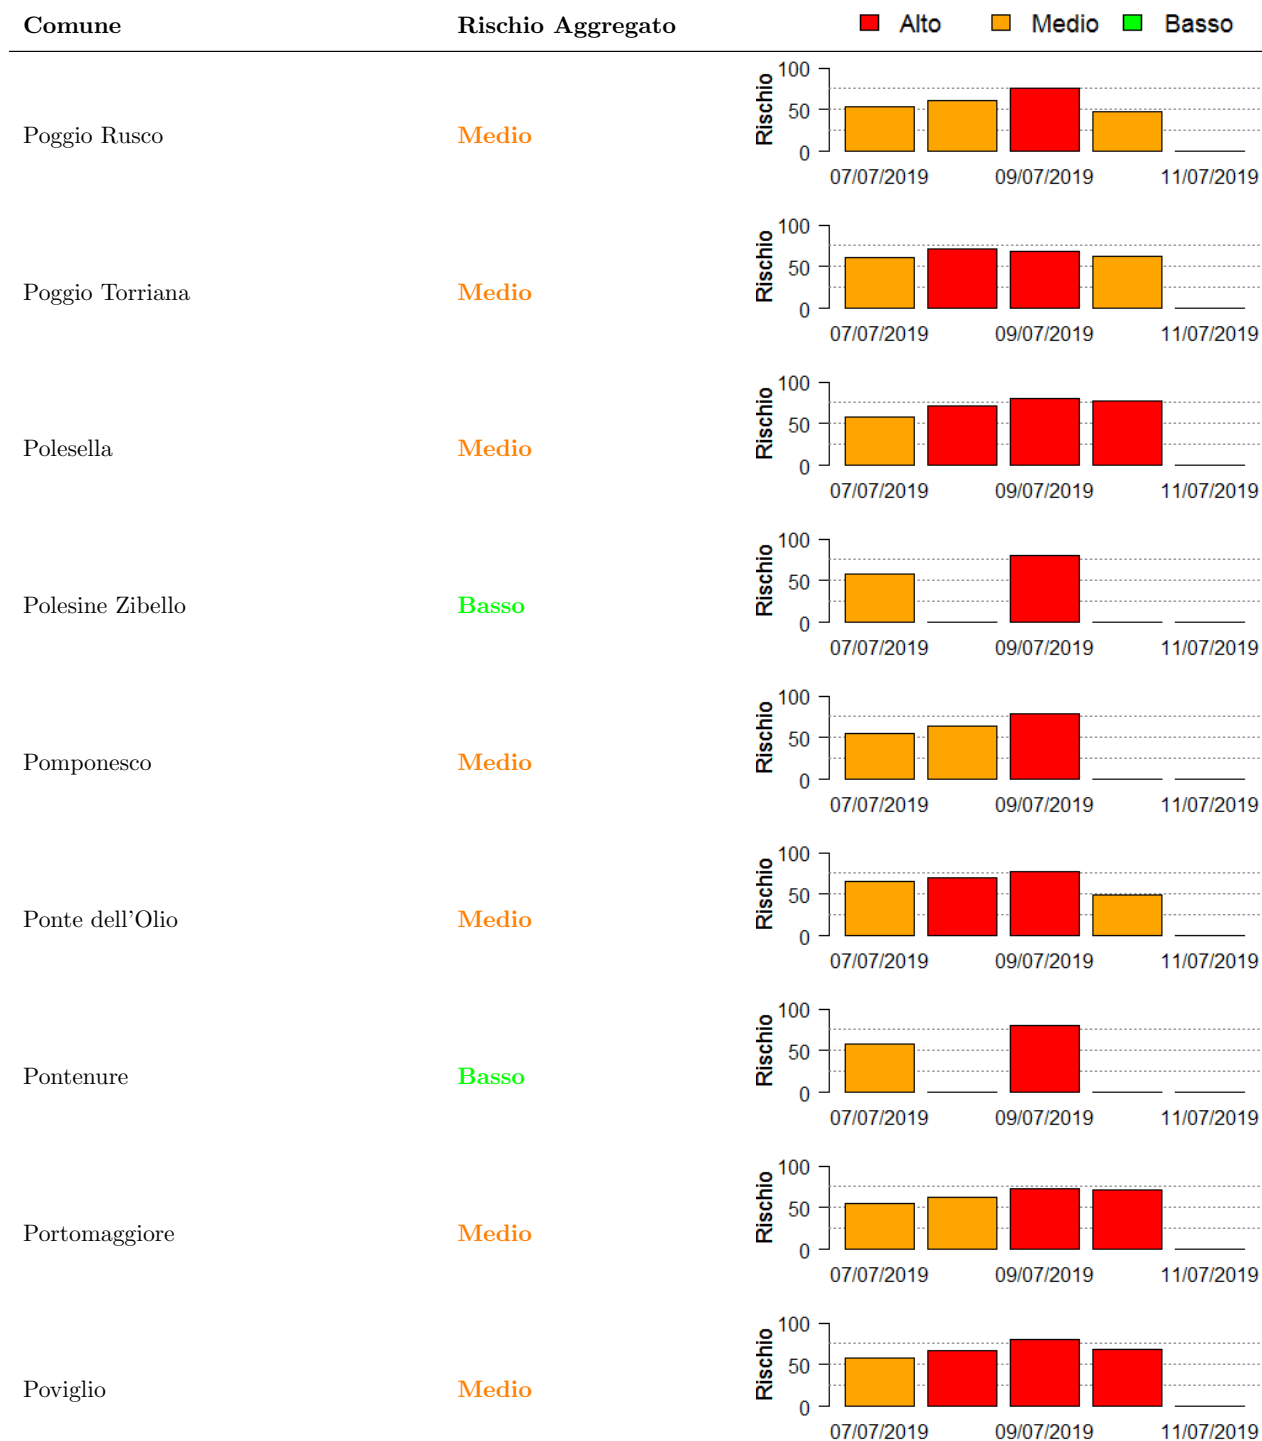 Comune Rischio Aggregato Alto Medio Basso
100
50
0
Rischio
Poggio Rusco Medio
07/07/2019 09/07/2019 11/07/2019
100
50
0
Rischio
Poggio Torriana Medio
07/07/2019 09/07/2019 11/07/2019
100
50
0
Rischio
Polesella Medio
07/07/2019 09/07/2019 11/07/2019
100
50
0
Rischio
Polesine Zibello Basso
07/07/2019 09/07/2019 11/07/2019
100
50
0
Rischio
Pomponesco Medio
07/07/2019 09/07/2019 11/07/2019
100
50
0
Rischio
Ponte dell'Olio Medio
07/07/2019 09/07/2019 11/07/2019
100
50
0
Rischio
Pontenure Basso
07/07/2019 09/07/2019 11/07/2019
100
50
0
Rischio
Portomaggiore Medio
07/07/2019 09/07/2019 11/07/2019
100
50
0
Rischio
Poviglio Medio
07/07/2019 09/07/2019 11/07/2019